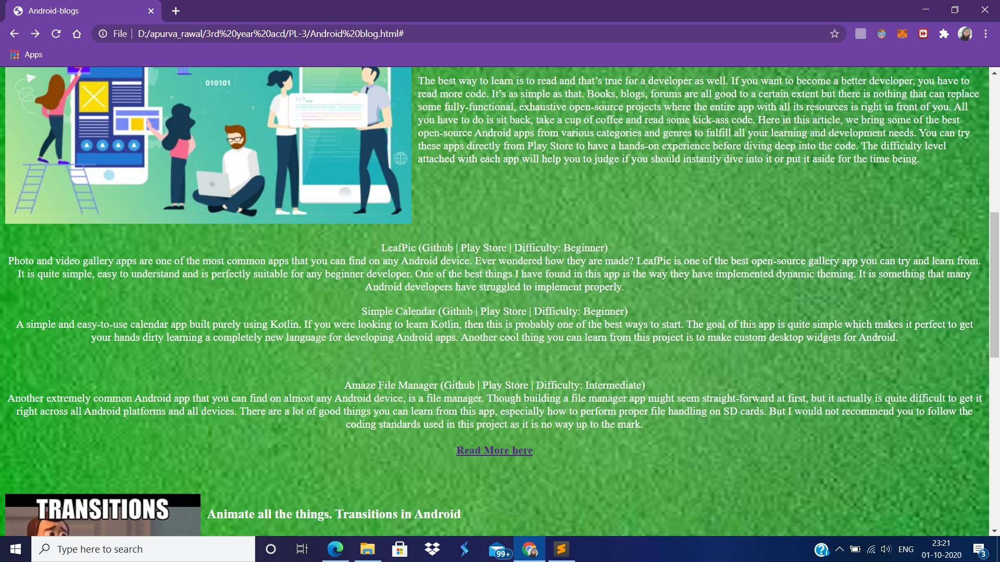 Android-blogs
File | D:/apurva_rawal/3rd%20year%20acd/PL-3/Android%20blog.html#
Apps
010101
</>...
The best way to learn is to read and that’s true for a developer as well. If you want to become a better developer, you have to
read more code. It’s as simple as that. Books, blogs, forums are all good to a certain extent but there is nothing that can replace
some fully-functional, exhaustive open-source projects where the entire app with all its resources is right in front of you. All
you have to do is sit back, take a cup of coffee and read some kick-ass code. Here in this article, we bring some of the best
open-source Android apps from various categories and genres to fulfill all your learning and development needs. You can try
these apps directly from Play Store to have a hands-on experience before diving deep into the code. The difficulty level
attached with each app will help you to judge if you should instantly dive into it or put it aside for the time being.
LeafPic (Github | Play Store | Difficulty: Beginner)
Photo and video gallery apps are one of the most common apps that you can find on any Android device. Ever wondered how they are made? LeafPic is one of the best open-source gallery app you can try and learn from.
It is quite simple, easy to understand and is perfectly suitable for any beginner developer. One of the best things I have found in this app is the way they have implemented dynamic theming. It is something that many
Android developers have struggled to implement properly.
Simple Calendar (Github | Play Store | Difficulty: Beginner)
A simple and easy-to-use calendar app built purely using Kotlin. If you were looking to learn Kotlin, then this is probably one of the best ways to start. The goal of this app is quite simple which makes it perfect to get
your hands dirty learning a completely new language for developing Android apps. Another cool thing you can learn from this project is to make custom desktop widgets for Android.
Amaze File Manager (Github | Play Store | Difficulty: Intermediate)
Another extremely common Android app that you can find on almost any Android device, is a file manager. Though building a file manager app might seem straight-forward at first, but it actually is quite difficult to get it
right across all Android platforms and all devices. There are a lot of good things you can learn from this app, especially how to perform proper file handling on SD cards. But I would not recommend you to follow the
coding standards used in this project as it is no way up to the mark.
Read More here
TRANSITIONS
Animate all the things. Transitions in Android
Type here to search
99+
ENG
23:21
01-10-2020
3